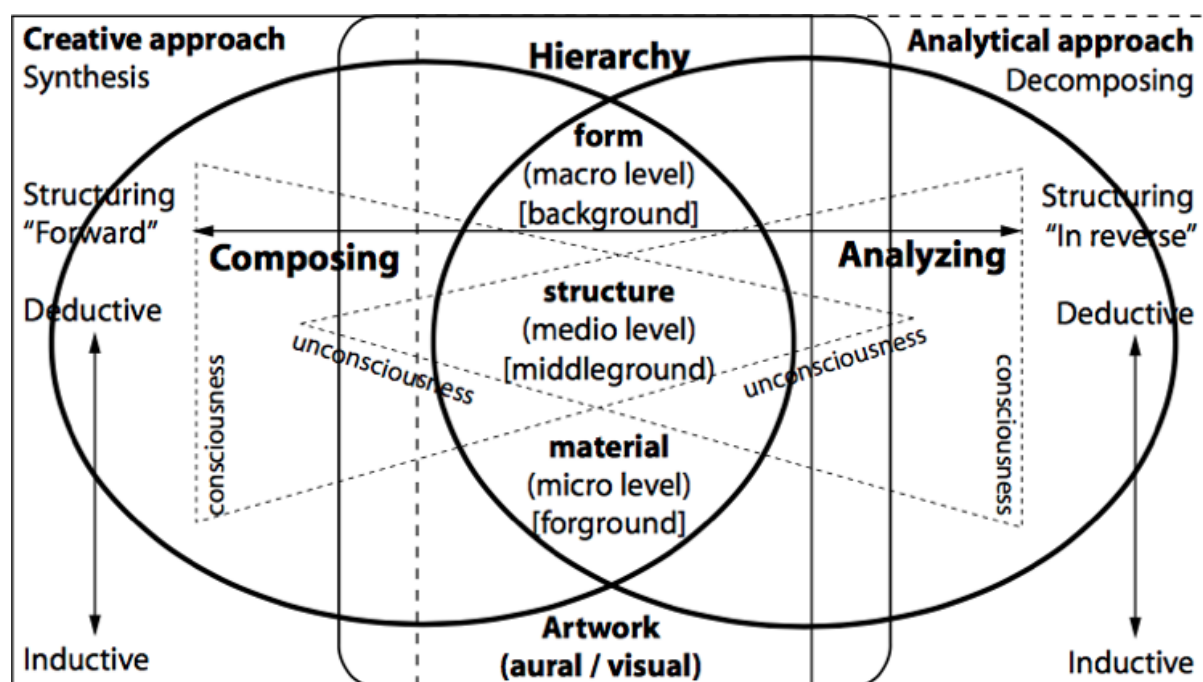 Creative approach
Synthesis
Hierarchy
Analytical approach
Decomposing
form
(macro level)
[background]
Structuring
“Forward”
Structuring
“In reverse”
Composing
Analyzing
structure
(medio level)
[middleground)
Deductive
Deductive
unconsciousness
unconsciousness
consciousness
consciousness
material
(micro level)
[forground]
Artwork
(aural / visual)
Inductive
Inductive